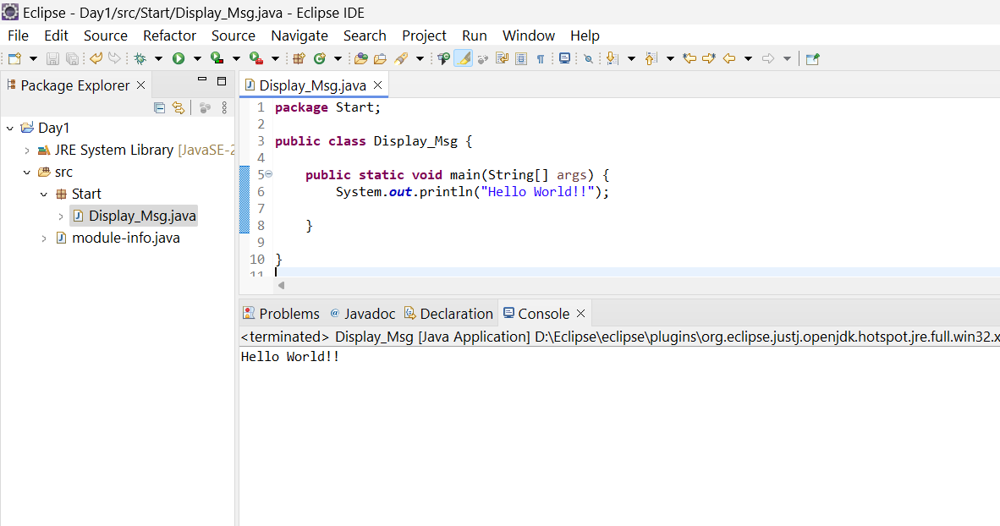 Eclipse - Day1/src/Start/Display_Msg.java - Eclipse IDE
File Edit Source Refactor Source Navigate Search Project Run Window Help
Package Explorer
Day1
JRE System Library [JavaSE-2
src
Start
Display_Msg.java
module-info.java
Display_Msg.java
1 package Start;
2
3 public class Display_Msg {
4
5 public static void main(String[] args) {
6 System.out.println("Hello World!!");
7
8 }
9
10 }
11
Problems @ Javadoc Declaration Console
<terminated> Display_Msg [Java Application] D:\Eclipse\eclipse\plugins\org.eclipse.justj.openjdk.hotspot.jre.full.win32.x
Hello World!!